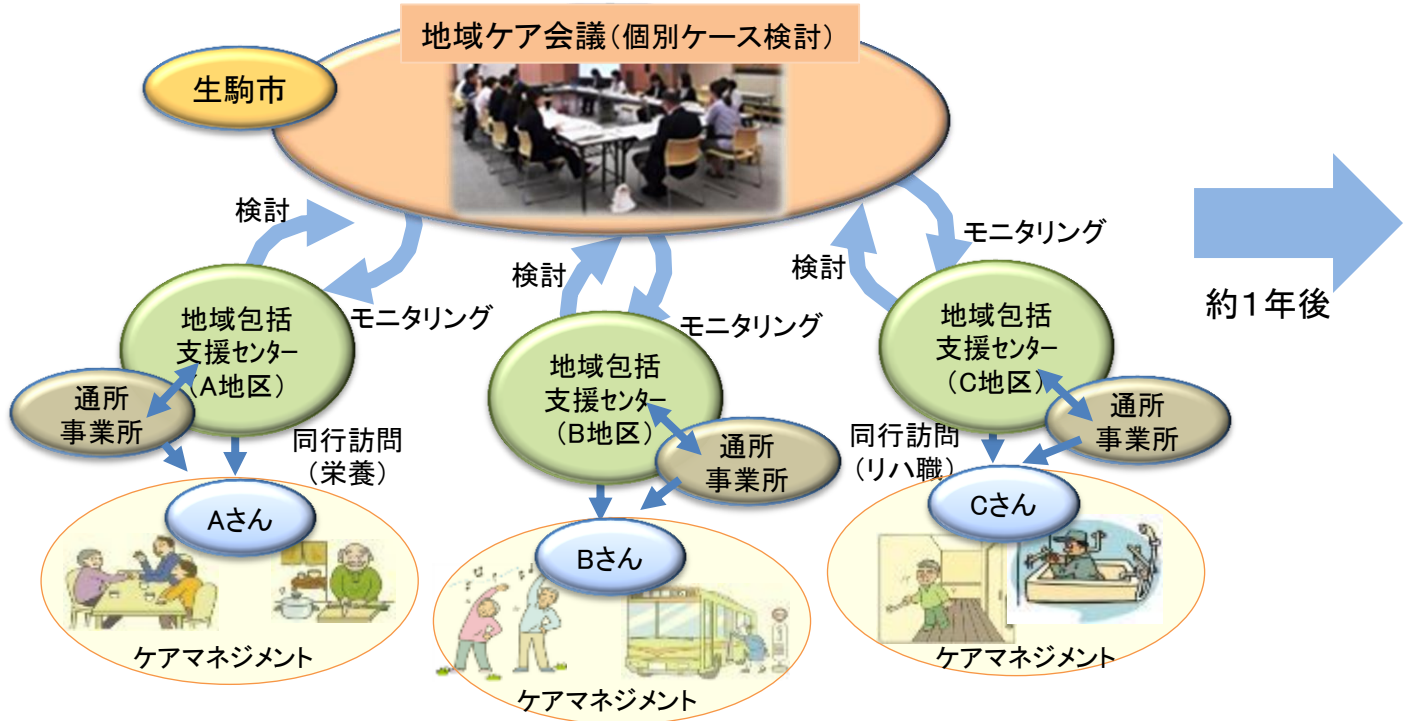 地域ケア会議(個別ケース検討)
生駒市
検討
モニタリング
検討
モニタリング
検討
モニタリング
約1年後
地域包括
支援センター
(A地区)
通所
事業所
同行訪問
(栄養)
Aさん
ケアマネジメント
地域包括
支援センター
(B地区)
通所
事業所
Bさん
ケアマネジメント
地域包括
支援センター
(C地区)
通所
事業所
同行訪問
(リハ職)
Cさん
ケアマネジメント